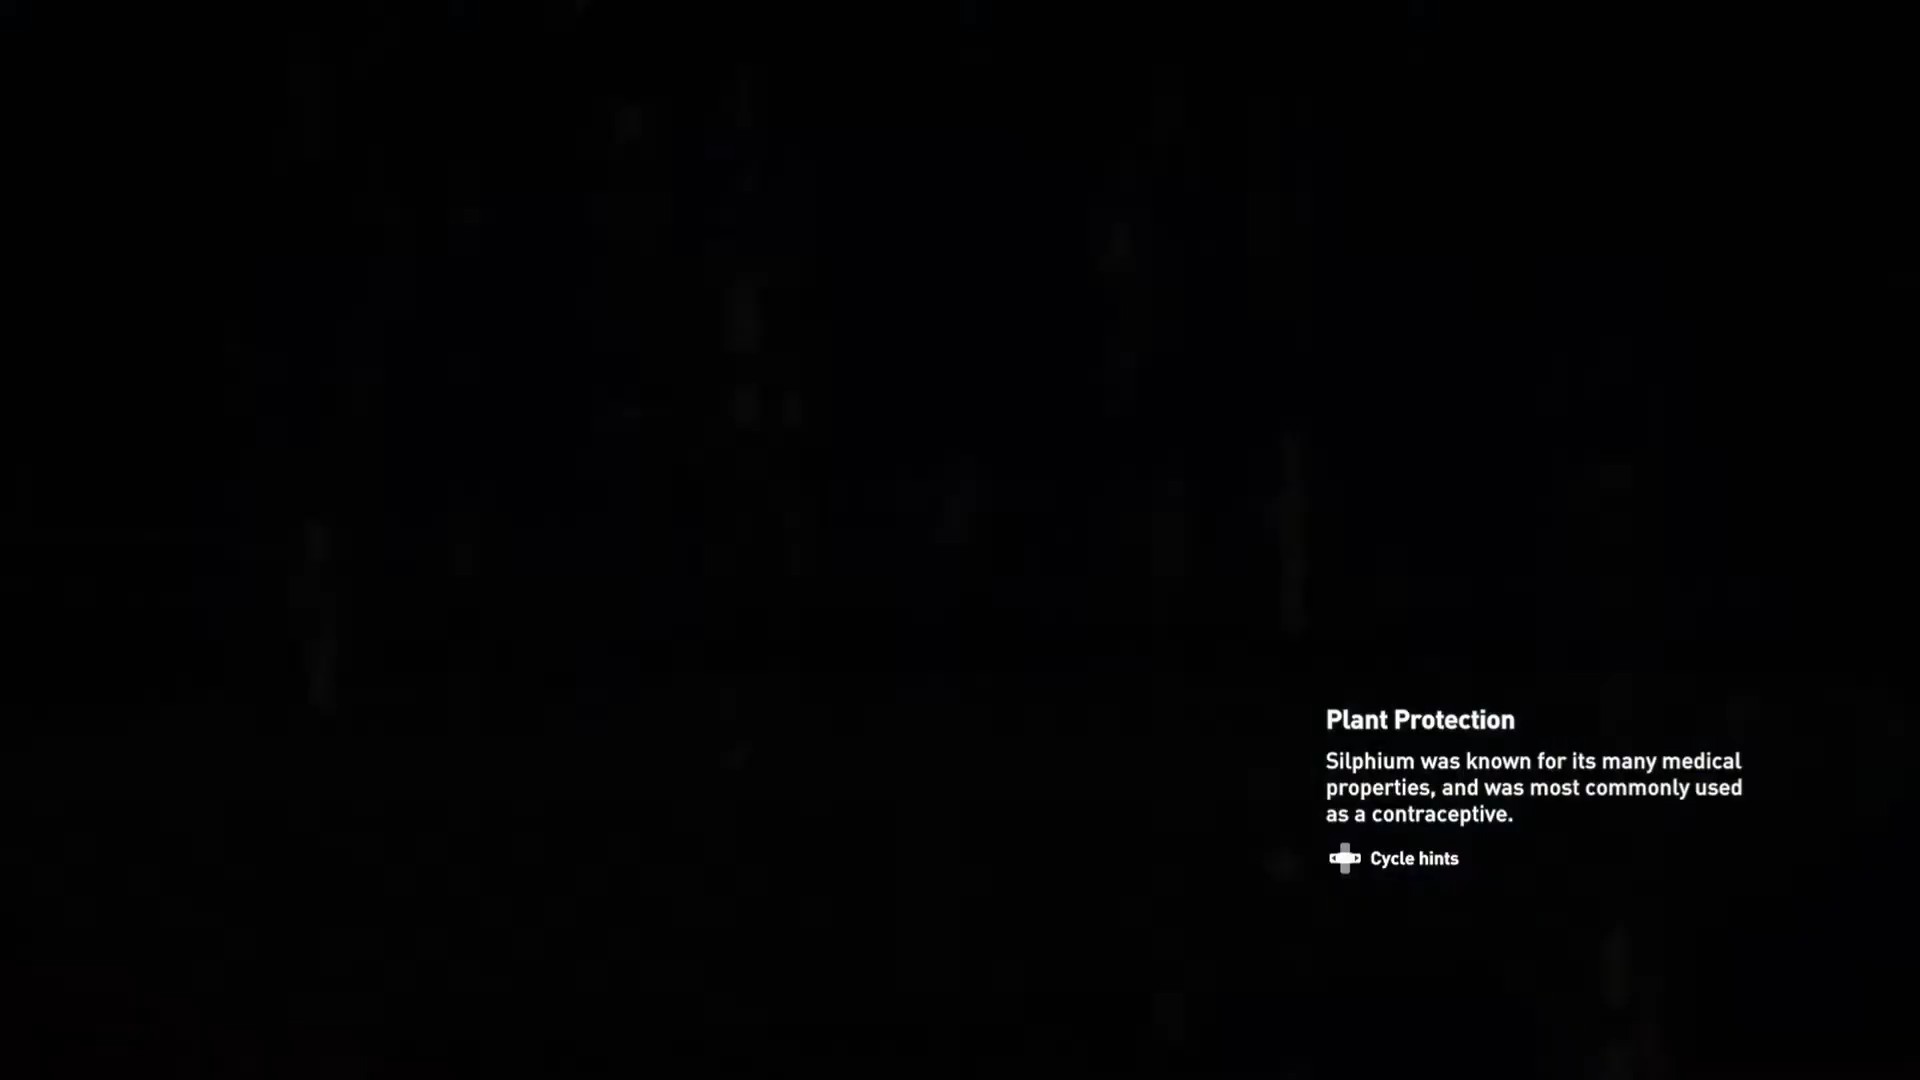 Plant Protection
Silphium was known for its many medical
properties, and was most commonly used
as a contraceptive.
Cycle hints